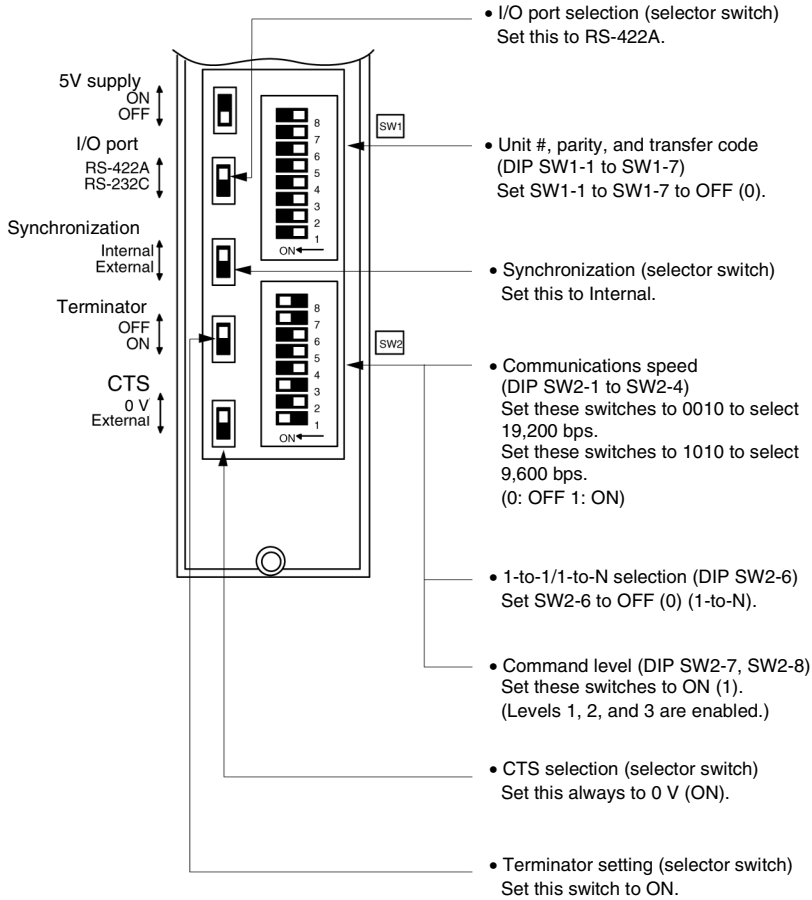 • I/O port selection (selector switch)
Set this to RS-422A.
5V supply
ON
OFF
I/O port
RS-422A
RS-232C
Synchronization
Internal
External
Terminator
OFF
ON
CTS
0 V
External
8
7
6
5
4
3
2
1
ON
SW1
8
7
6
5
4
3
2
1
ON
SW2
• Unit #, parity, and transfer code
(DIP SW1-1 to SW1-7)
Set SW1-1 to SW1-7 to OFF (0).
• Synchronization (selector switch)
Set this to Internal.
• Communications speed
(DIP SW2-1 to SW2-4)
Set these switches to 0010 to select
19,200 bps.
Set these switches to 1010 to select
9,600 bps.
(0: OFF 1: ON)
• 1-to-1/1-to-N selection (DIP SW2-6)
Set SW2-6 to OFF (0) (1-to-N).
• Command level (DIP SW2-7, SW2-8)
Set these switches to ON (1).
(Levels 1, 2, and 3 are enabled.)
• CTS selection (selector switch)
Set this always to 0 V (ON).
• Terminator setting (selector switch)
Set this switch to ON.